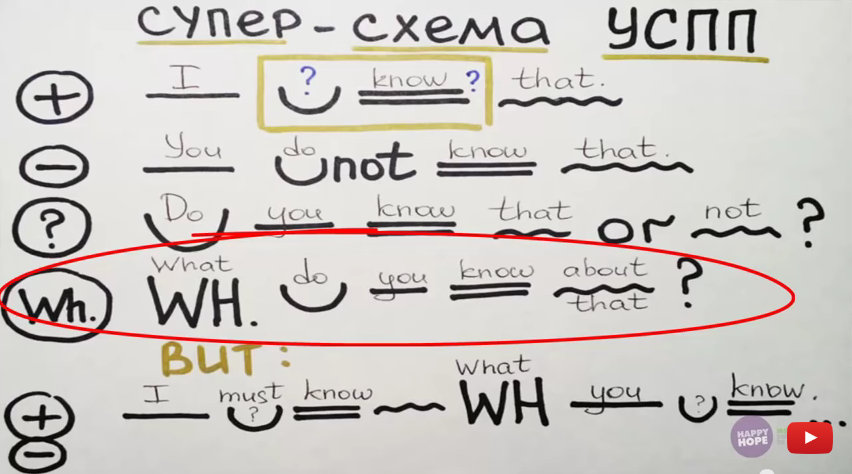 СУПЕР-СХЕМА УСПП
+ I ? know ? that.
− You do not know that.
? Do you know that or not ?
Wh. What WH. do you know about that ?
BUT:
+ − I must ? know What WH you ? know. ...
HAPPY HOPE